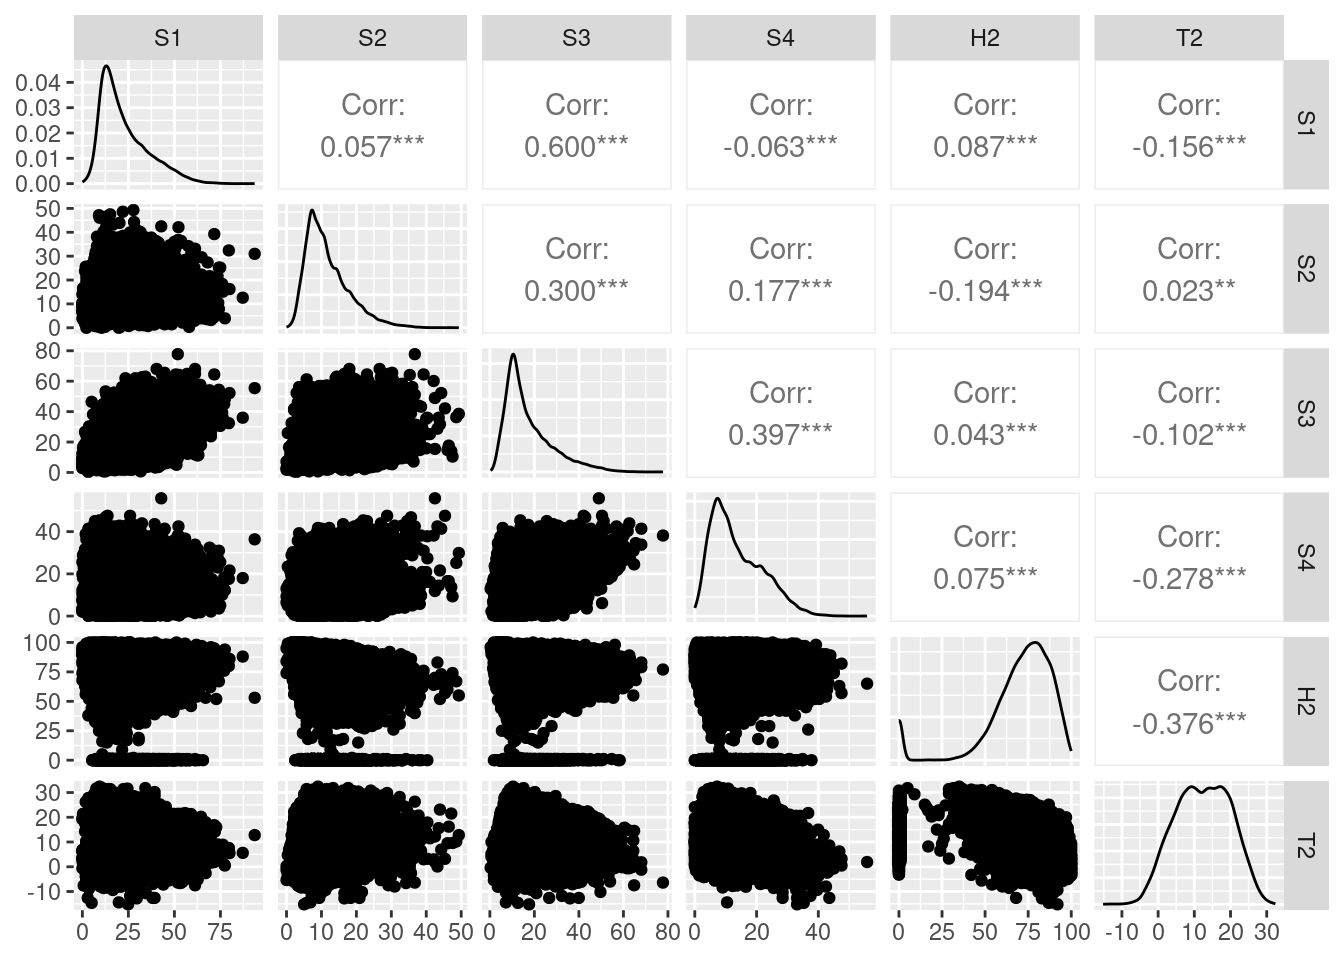 S1 S2 S3 S4 H2 T2
0.04
0.03
0.02
0.01
0.00
Corr:
0.057***
Corr:
0.600***
Corr:
-0.063***
Corr:
0.087***
Corr:
-0.156***
S1
50
40
30
20
10
0
Corr:
0.300***
Corr:
0.177***
Corr:
-0.194***
Corr:
0.023**
S2
80
60
40
20
0
Corr:
0.397***
Corr:
0.043***
Corr:
-0.102***
S3
40
20
0
Corr:
0.075***
Corr:
-0.278***
S4
100
75
50
25
0
Corr:
-0.376***
H2
30
20
10
0
-10
T2
0 25 50 75
0 10 20 30 40 50
0 20 40 60 80
0 20 40
0 25 50 75 100
-10 0 10 20 30